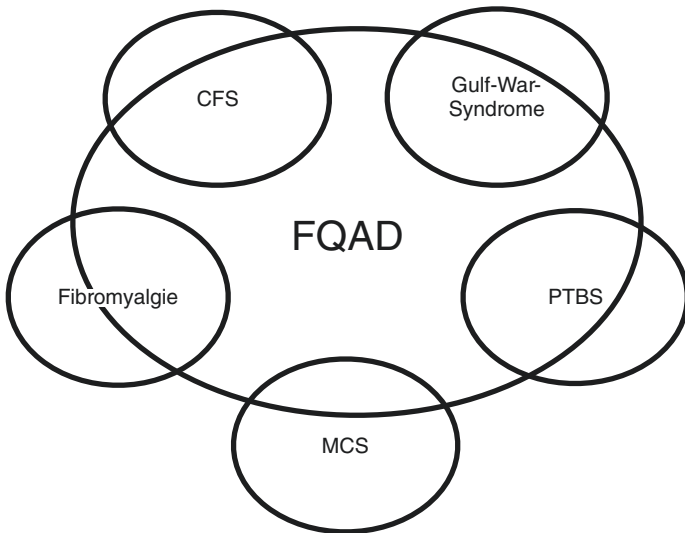 CFS
Gulf-War-
Syndrome
FQAD
Fibromyalgie
PTBS
MCS